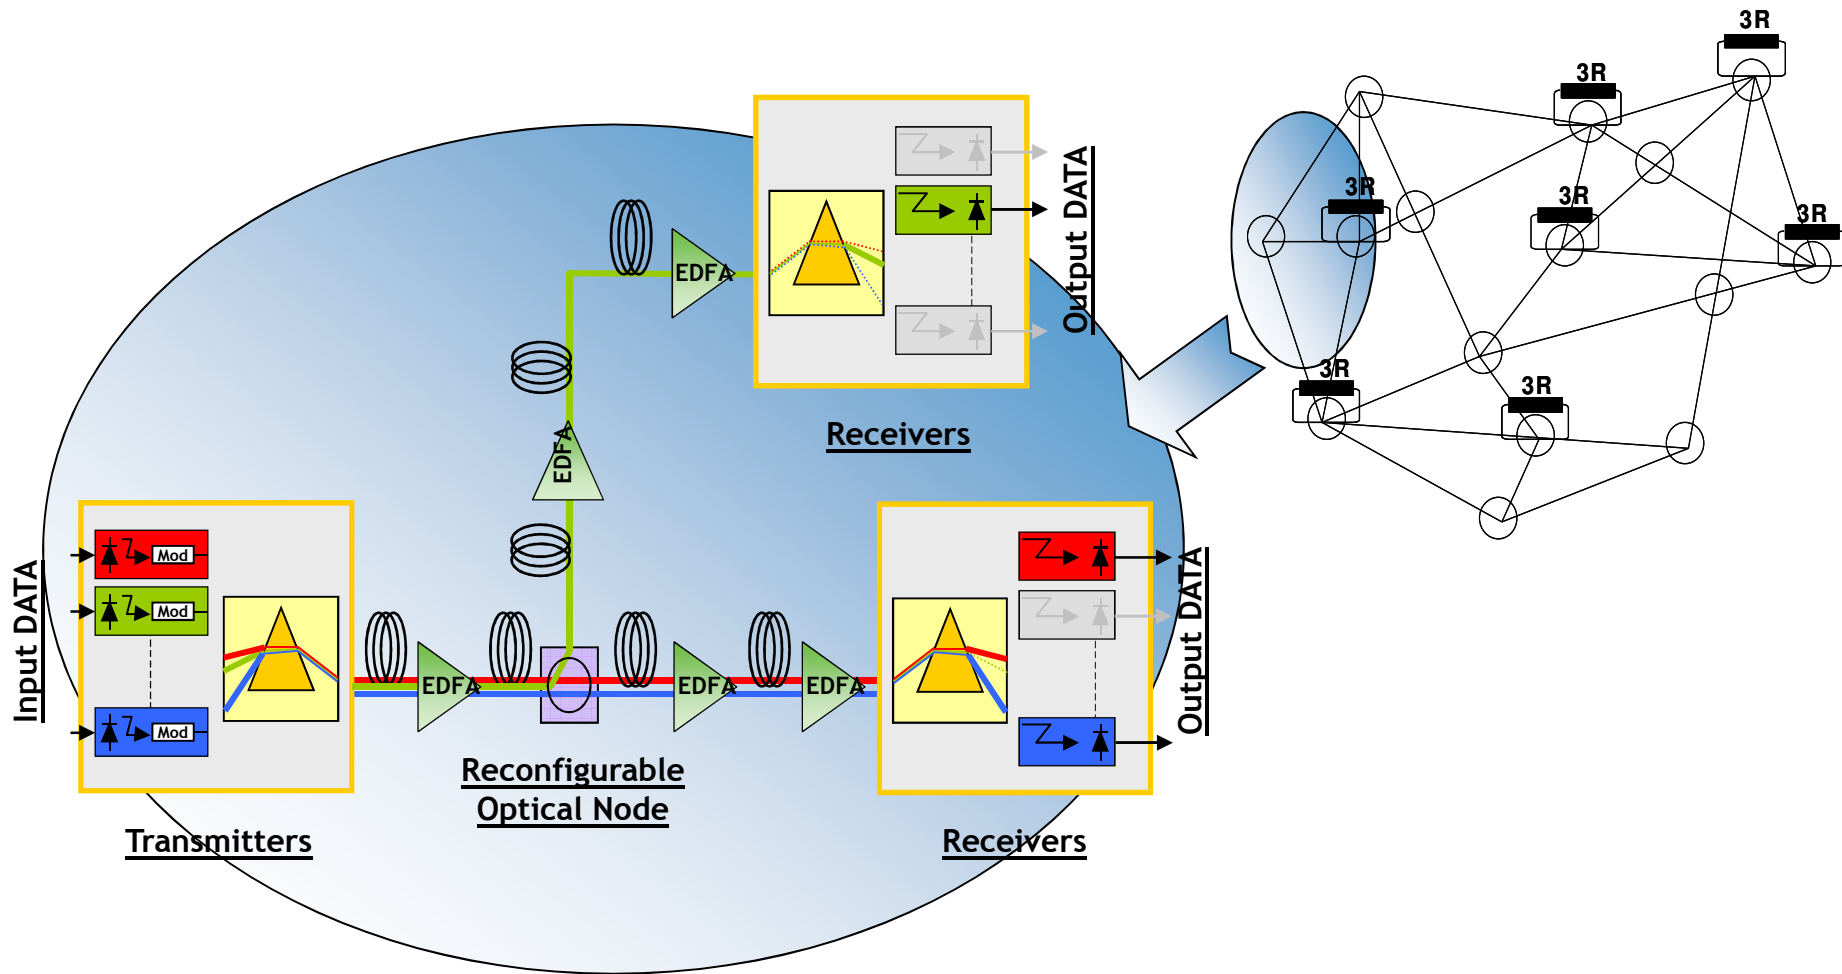 3R
3R
3R
3R
3R
3R
3R
Output DATA
EDFA
Receivers
EDFA
Input DATA
Mod
Mod
Mod
EDFA
EDFA
EDFA
Output DATA
Reconfigurable
Optical Node
Transmitters
Receivers